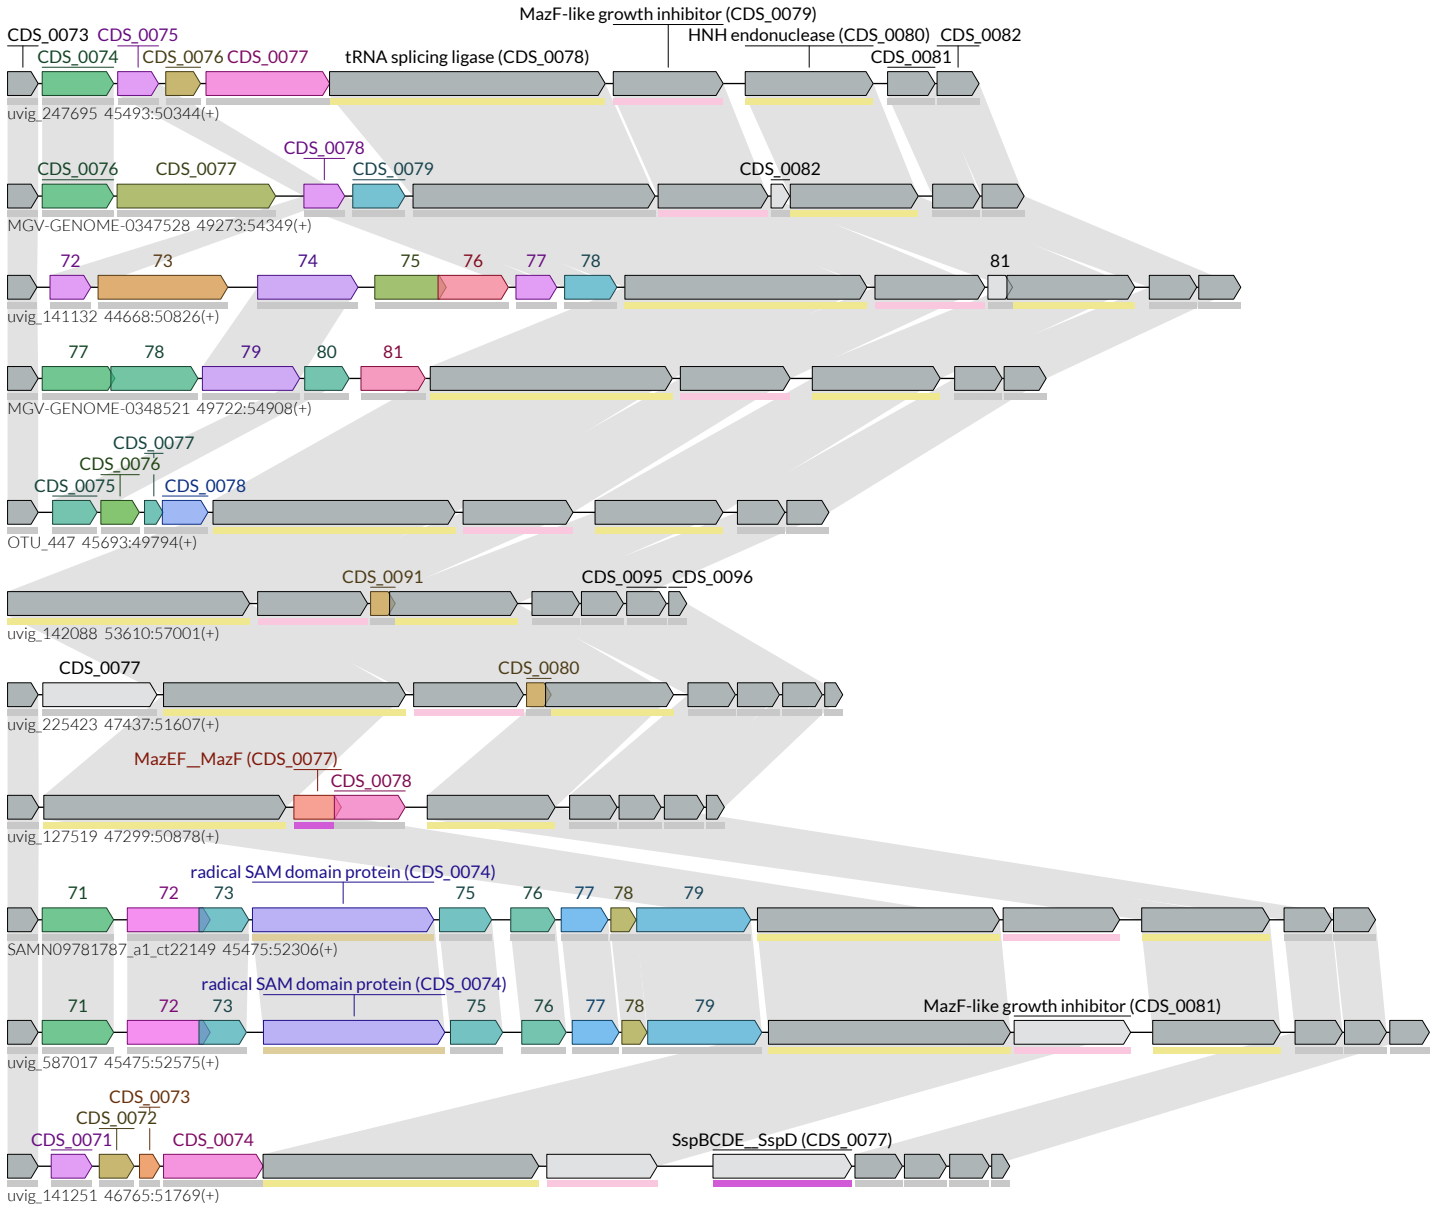 MazF-like growth inhibitor (CDS_0079)
CDS_0073 CDS_0075 HNH endonuclease (CDS_0080) CDS_0082
CDS_0074 CDS_0076 CDS_0077 tRNA splicing ligase (CDS_0078) CDS_0081
uvig_247695 45493:50344(+)
CDS_0078
CDS_0076 CDS_0077 CDS_0079 CDS_0082
MGV-GENOME-0347528 49273:54349(+)
72 73 74 75 76 77 78 81
uvig_141132 44668:50826(+)
77 78 79 80 81
MGV-GENOME-0348521 49722:54908(+)
CDS_0077
CDS_0076
CDS_0075 CDS_0078
OTU_447 45693:49794(+)
CDS_0091 CDS_0095 CDS_0096
uvig_142088 53610:57001(+)
CDS_0077 CDS_0080
uvig_225423 47437:51607(+)
MazEF__MazF (CDS_0077)
CDS_0078
uvig_127519 47299:50878(+)
radical SAM domain protein (CDS_0074)
71 72 73 75 76 77 78 79
SAMN09781787_a1_ct22149 45475:52306(+)
radical SAM domain protein (CDS_0074)
71 72 73 75 76 77 78 79 MazF-like growth inhibitor (CDS_0081)
uvig_587017 45475:52575(+)
CDS_0073
CDS_0072
CDS_0071 CDS_0074 SspBCDE__SspD (CDS_0077)
uvig_141251 46765:51769(+)